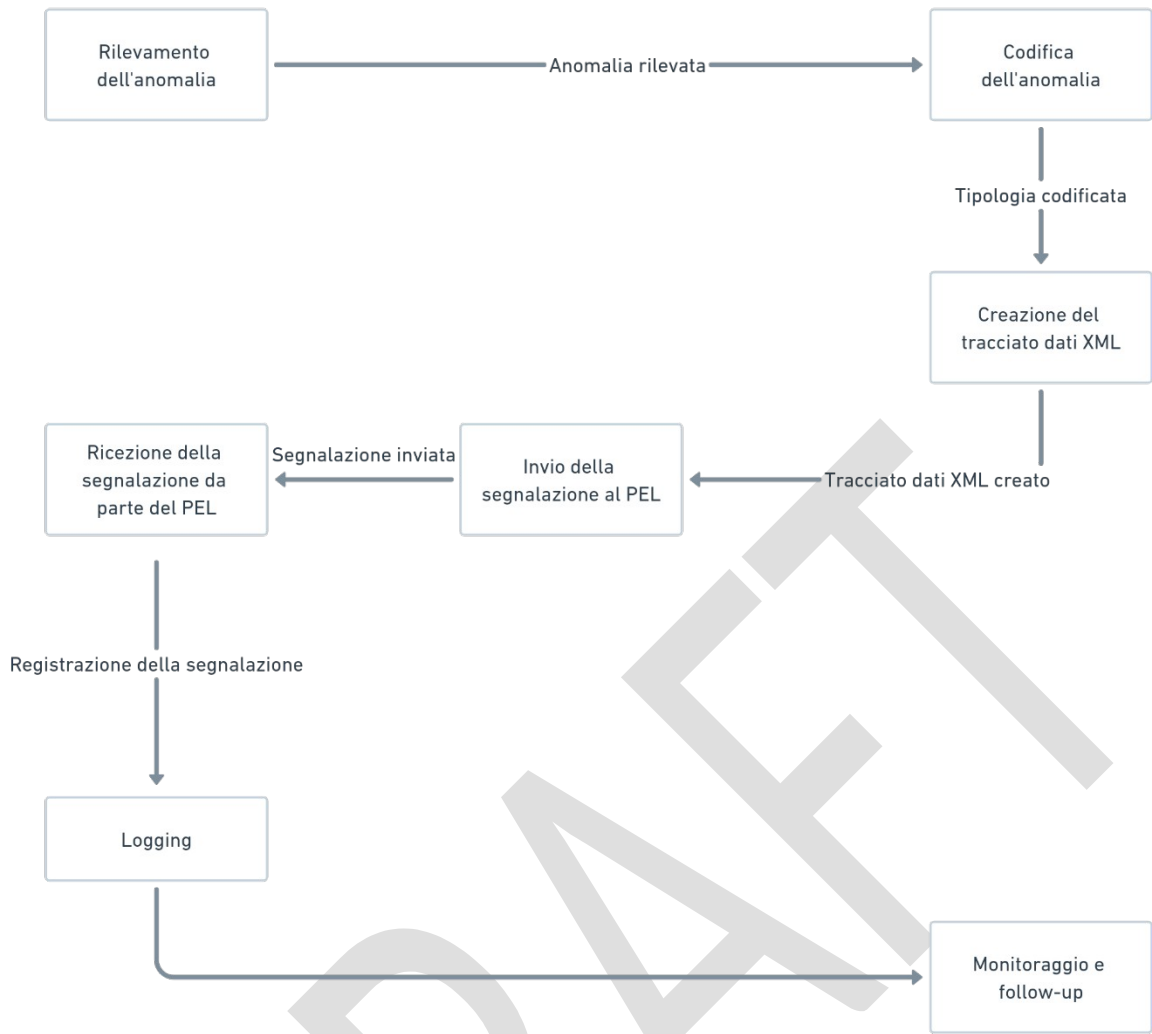 Rilevamento
dell'anomalia
Anomalia rilevata
Codifica
dell'anomalia
Tipologia codificata
Creazione del
tracciato dati XML
Tracciato dati XML creato
Invio della
segnalazione al PEL
Segnalazione inviata
Ricezione della
segnalazione da
parte del PEL
Registrazione della segnalazione
Logging
Monitoraggio e
follow-up
DRAFT